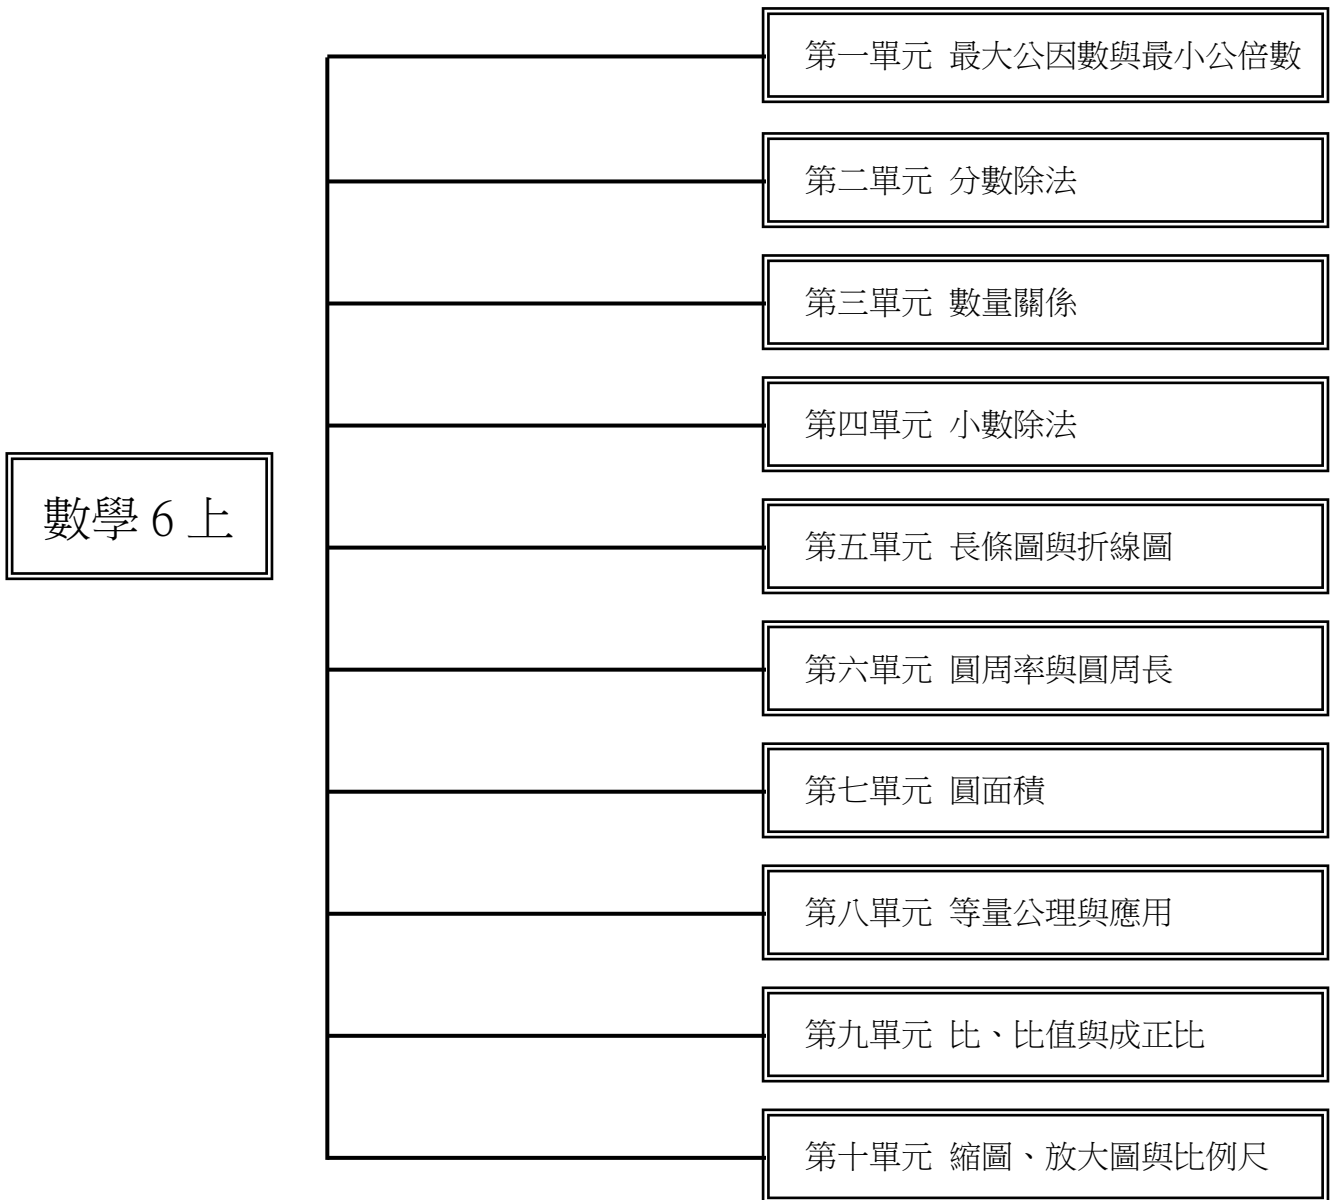 數學 6 上
第一單元 最大公因數與最小公倍數
第二單元 分數除法
第三單元 數量關係
第四單元 小數除法
第五單元 長條圖與折線圖
第六單元 圓周率與圓周長
第七單元 圓面積
第八單元 等量公理與應用
第九單元 比、比值與成正比
第十單元 縮圖、放大圖與比例尺